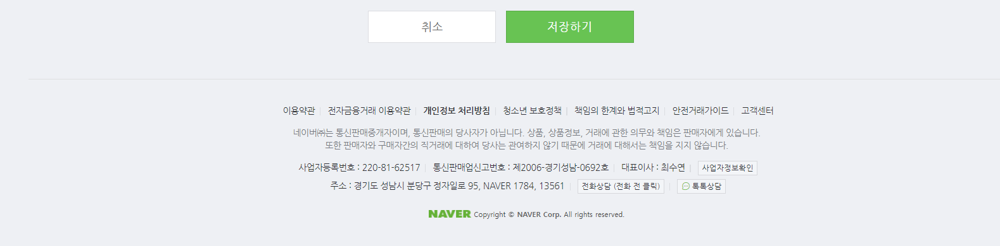 취소 저장하기
이용약관 전자금융거래 이용약관 개인정보 처리방침 청소년 보호정책 책임의 한계와 법적고지 안전거래가이드 고객센터
네이버㈜는 통신판매중개자이며, 통신판매의 당사자가 아닙니다. 상품, 상품정보, 거래에 관한 의무와 책임은 판매자에게 있습니다.
또한 판매자와 구매자간의 직거래에 대하여 당사는 관여하지 않기 때문에 거래에 대해서는 책임을 지지 않습니다.
사업자등록번호 : 220-81-62517 통신판매업신고번호 : 제2006-경기성남-0692호 대표이사 : 최수연 사업자정보확인
주소 : 경기도 성남시 분당구 정자일로 95, NAVER 1784, 13561 전화상담 (전화 전 클릭) 톡톡상담
NAVER Copyright © NAVER Corp. All rights reserved.